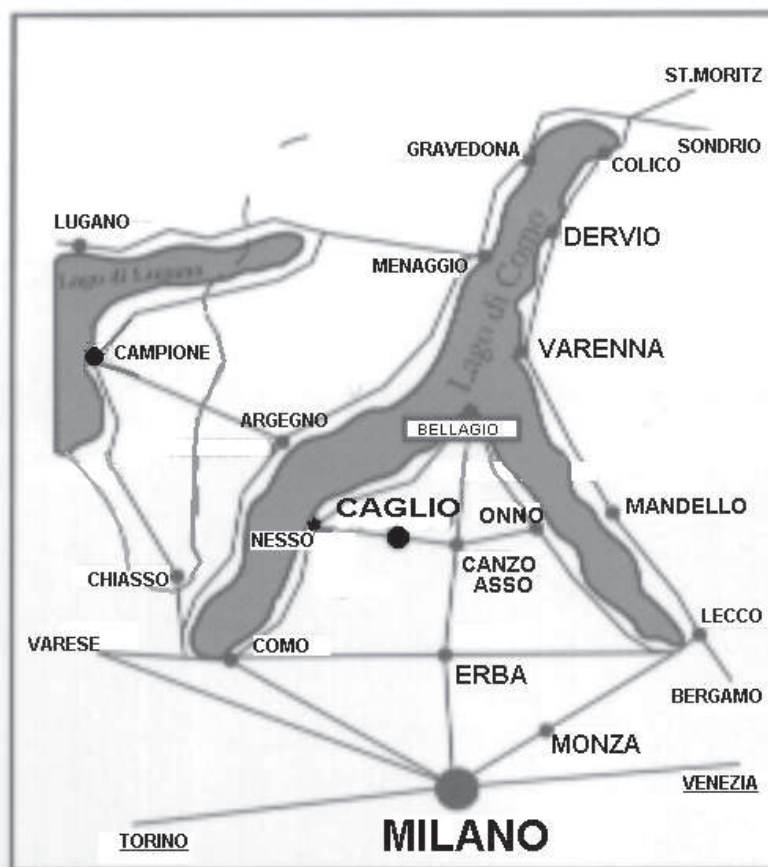 ST.MORITZ
GRAVEDONA
SONDRIO
COLICO
LUGANO
DERVIO
MENAGGIO
Lago di Lugano
Lago di Como
CAMPIONE
VARENNA
ARGEGNO
BELLAGIO
CAGLIO
ONNO
MANDELLO
NESSO
CANZO
ASSO
CHIASSO
LECCO
VARESE
COMO
ERBA
BERGAMO
MONZA
VENEZIA
MILANO
TORINO